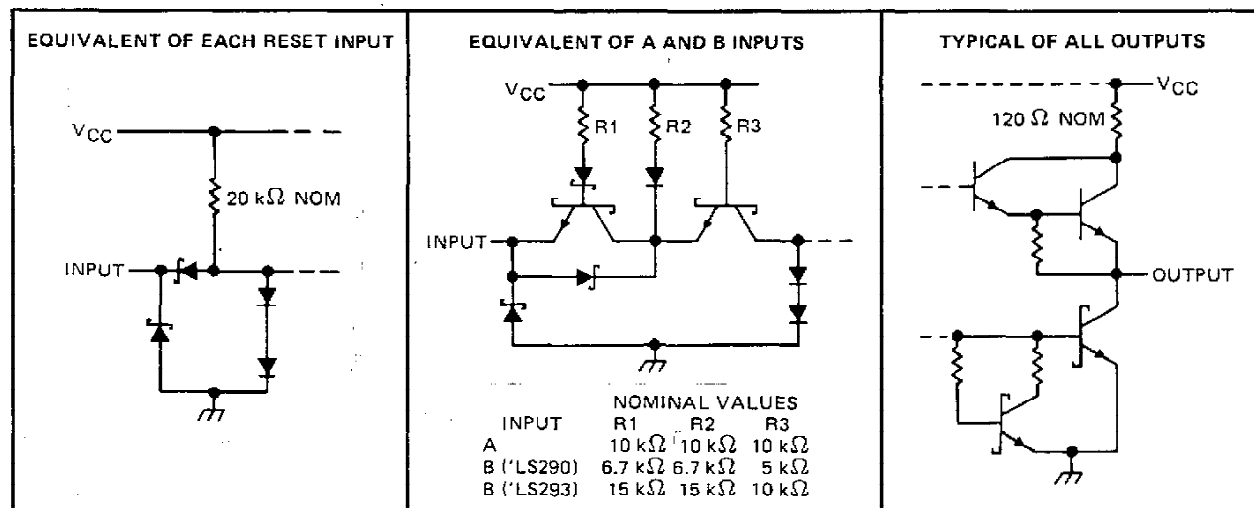 EQUIVALENT OF EACH RESET INPUT
VCC
20 kΩ NOM
INPUT
EQUIVALENT OF A AND B INPUTS
VCC
R1 R2 R3
INPUT
NOMINAL VALUES
INPUT R1 R2 R3
A 10 kΩ 10 kΩ 10 kΩ
B ('LS290) 6.7 kΩ 6.7 kΩ 5 kΩ
B ('LS293) 15 kΩ 15 kΩ 10 kΩ
TYPICAL OF ALL OUTPUTS
VCC
120 Ω NOM
OUTPUT